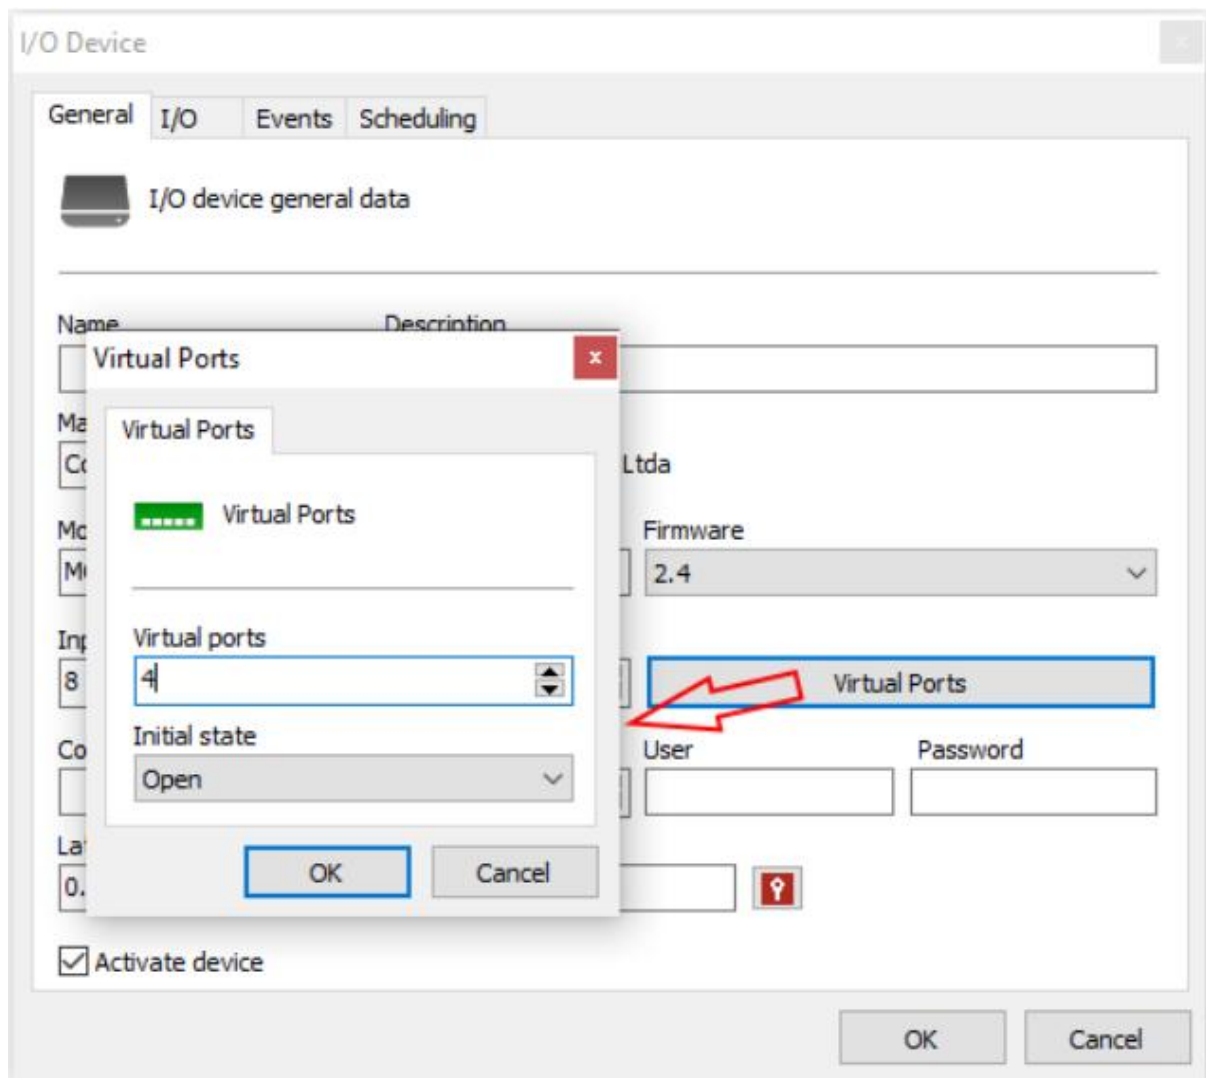 I/O Device
General I/O Events Scheduling
I/O device general data
Name Description
Virtual Ports
Virtual Ports
Ltda
Virtual Ports
Firmware
2.4
Virtual ports
8
4
Virtual Ports
Initial state
User Password
Open
OK Cancel
Activate device
OK Cancel